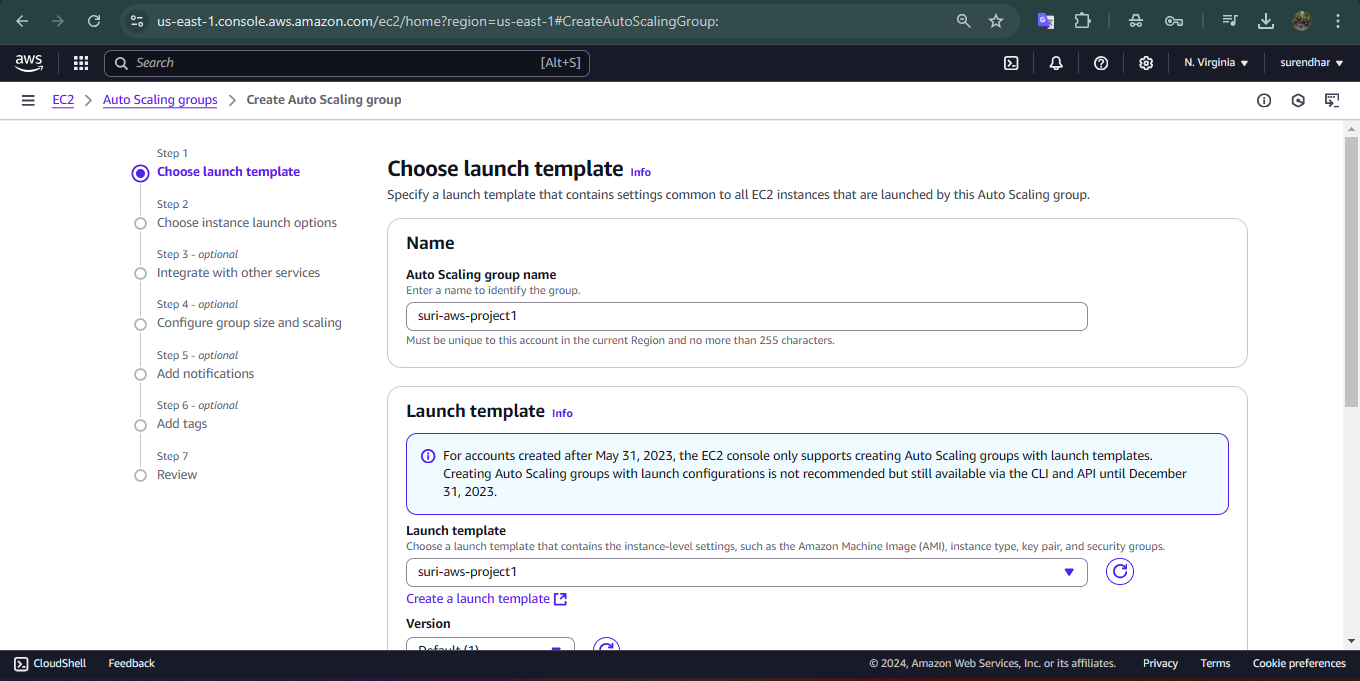 us-east-1.console.aws.amazon.com/ec2/home?region=us-east-1#CreateAutoScalingGroup:
aws
Search [Alt+S]
N. Virginia
surendhar
EC2 > Auto Scaling groups > Create Auto Scaling group
Step 1
Choose launch template
Step 2
Choose instance launch options
Step 3 - optional
Integrate with other services
Step 4 - optional
Configure group size and scaling
Step 5 - optional
Add notifications
Step 6 - optional
Add tags
Step 7
Review
Choose launch template Info
Specify a launch template that contains settings common to all EC2 instances that are launched by this Auto Scaling group.
Name
Auto Scaling group name
Enter a name to identify the group.
suri-aws-project1
Must be unique to this account in the current Region and no more than 255 characters.
Launch template Info
For accounts created after May 31, 2023, the EC2 console only supports creating Auto Scaling groups with launch templates.
Creating Auto Scaling groups with launch configurations is not recommended but still available via the CLI and API until December
31, 2023.
Launch template
Choose a launch template that contains the instance-level settings, such as the Amazon Machine Image (AMI), instance type, key pair, and security groups.
suri-aws-project1
Create a launch template
Version
Default (1)
CloudShell
Feedback
© 2024, Amazon Web Services, Inc. or its affiliates.
Privacy
Terms
Cookie preferences